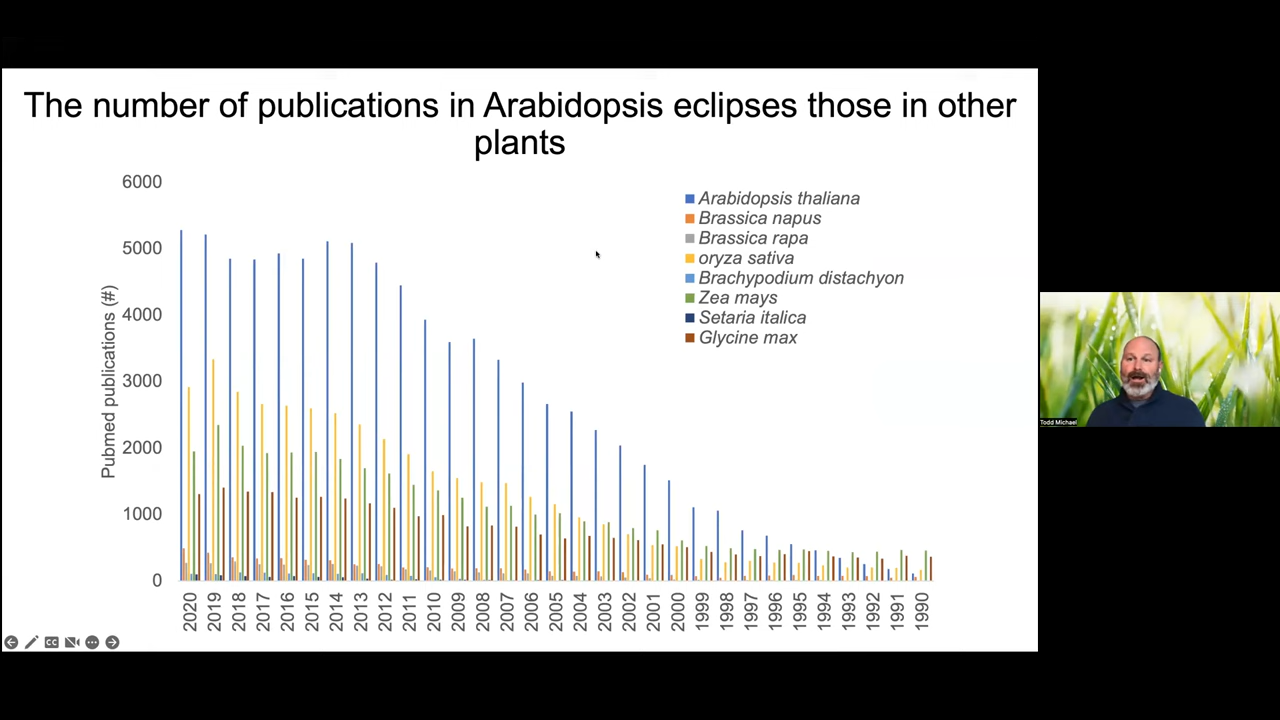 The number of publications in Arabidopsis eclipses those in other
plants
6000
5000
4000
3000
2000
1000
0
Pubmed publications (#)
Arabidopsis thaliana
Brassica napus
Brassica rapa
oryza sativa
Brachypodium distachyon
Zea mays
Setaria italica
Glycine max
2020
2019
2018
2017
2016
2015
2014
2013
2012
2011
2010
2009
2008
2007
2006
2005
2004
2003
2002
2001
2000
1999
1998
1997
1996
1995
1994
1993
1992
1991
1990
CC
Todd Michael